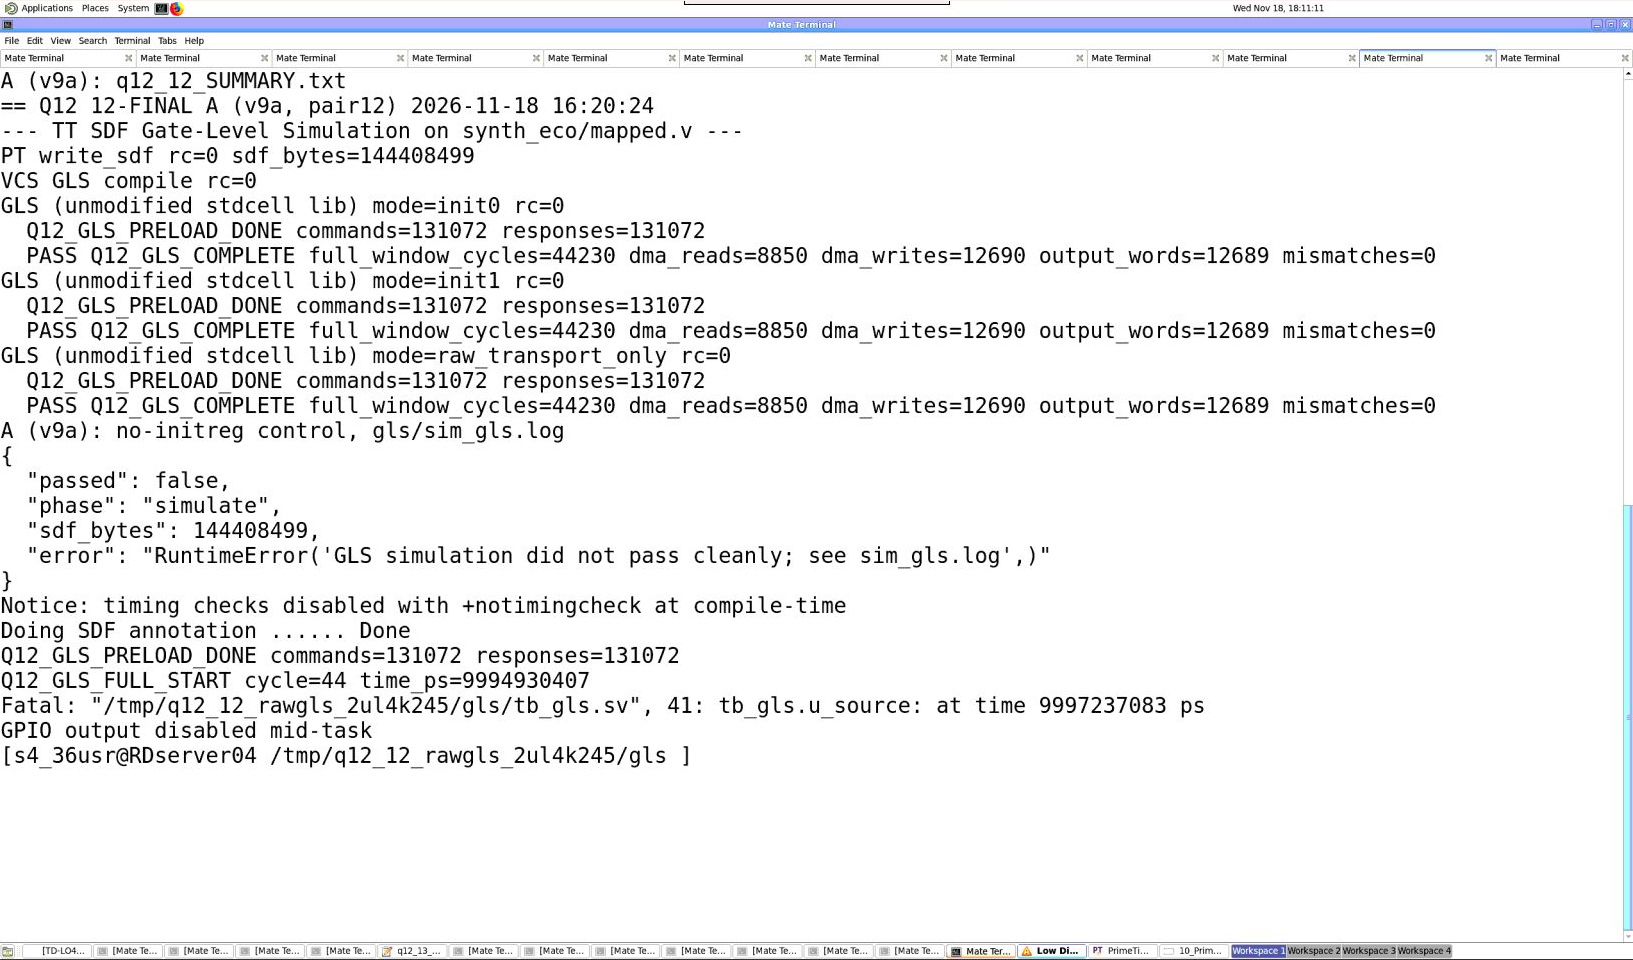 Applications Places System
Wed Nov 18, 18:11:11
Mate Terminal
File Edit View Search Terminal Tabs Help
Mate Terminal Mate Terminal Mate Terminal Mate Terminal Mate Terminal Mate Terminal Mate Terminal Mate Terminal Mate Terminal Mate Terminal Mate Terminal Mate Terminal
A (v9a): q12_12_SUMMARY.txt
== Q12 12-FINAL A (v9a, pair12) 2026-11-18 16:20:24
--- TT SDF Gate-Level Simulation on synth_eco/mapped.v ---
PT write_sdf rc=0 sdf_bytes=144408499
VCS GLS compile rc=0
GLS (unmodified stdcell lib) mode=init0 rc=0
  Q12_GLS_PRELOAD_DONE commands=131072 responses=131072
  PASS Q12_GLS_COMPLETE full_window_cycles=44230 dma_reads=8850 dma_writes=12690 output_words=12689 mismatches=0
GLS (unmodified stdcell lib) mode=init1 rc=0
  Q12_GLS_PRELOAD_DONE commands=131072 responses=131072
  PASS Q12_GLS_COMPLETE full_window_cycles=44230 dma_reads=8850 dma_writes=12690 output_words=12689 mismatches=0
GLS (unmodified stdcell lib) mode=raw_transport_only rc=0
  Q12_GLS_PRELOAD_DONE commands=131072 responses=131072
  PASS Q12_GLS_COMPLETE full_window_cycles=44230 dma_reads=8850 dma_writes=12690 output_words=12689 mismatches=0
A (v9a): no-initreg control, gls/sim_gls.log
{
  "passed": false,
  "phase": "simulate",
  "sdf_bytes": 144408499,
  "error": "RuntimeError('GLS simulation did not pass cleanly; see sim_gls.log',)"
}
Notice: timing checks disabled with +notimingcheck at compile-time
Doing SDF annotation ...... Done
Q12_GLS_PRELOAD_DONE commands=131072 responses=131072
Q12_GLS_FULL_START cycle=44 time_ps=9994930407
Fatal: "/tmp/q12_12_rawgls_2ul4k245/gls/tb_gls.sv", 41: tb_gls.u_source: at time 9997237083 ps
GPIO output disabled mid-task
[s4_36usr@RDserver04 /tmp/q12_12_rawgls_2ul4k245/gls ]
[TD-LO4... [Mate Te... [Mate Te... [Mate Te... [Mate Te... q12_13_... [Mate Te... [Mate Te... [Mate Te... [Mate Te... [Mate Te... [Mate Te... [Mate Te... Mate Ter... Low Di... PT PrimeTi... 10_Prim... Workspace 1 Workspace 2 Workspace 3 Workspace 4